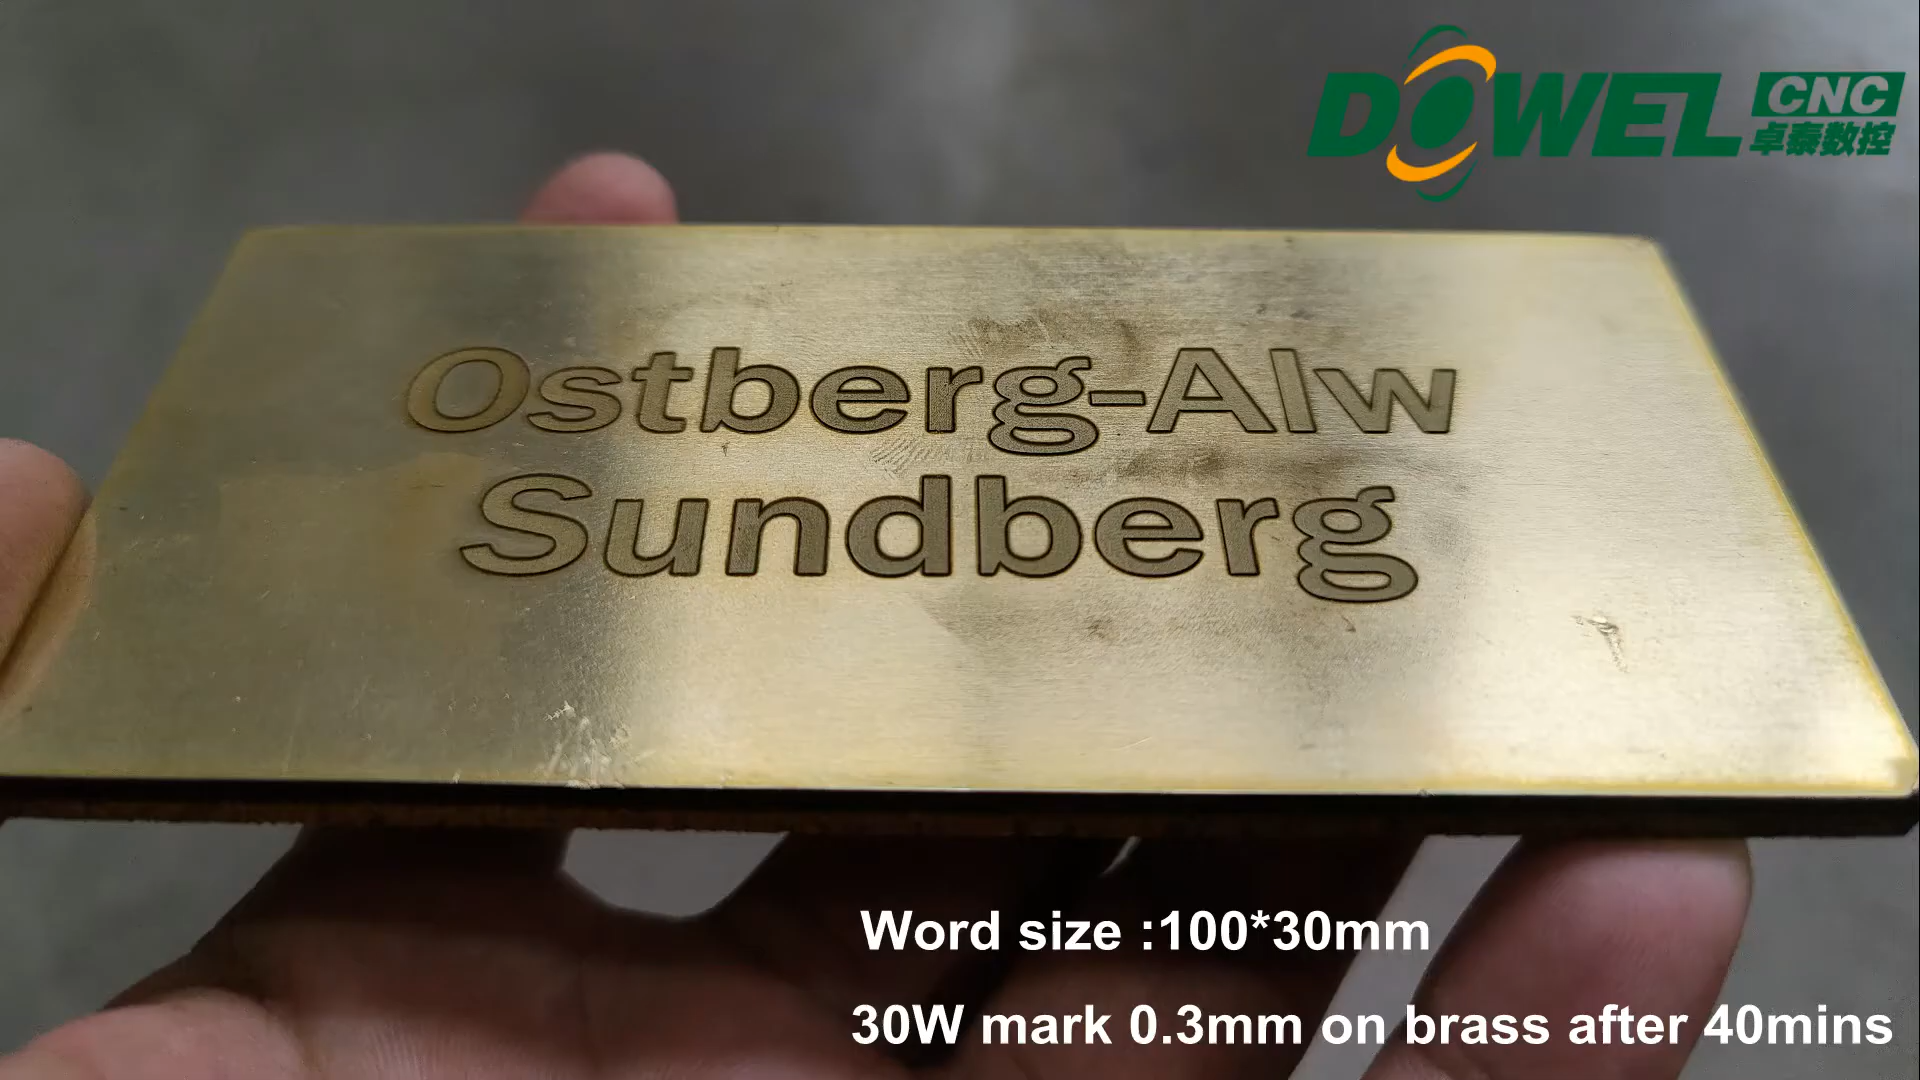 DOWEL CNC
卓泰数控
Ostberg-Alw
Sundberg
Word size :100*30mm
30W mark 0.3mm on brass after 40mins